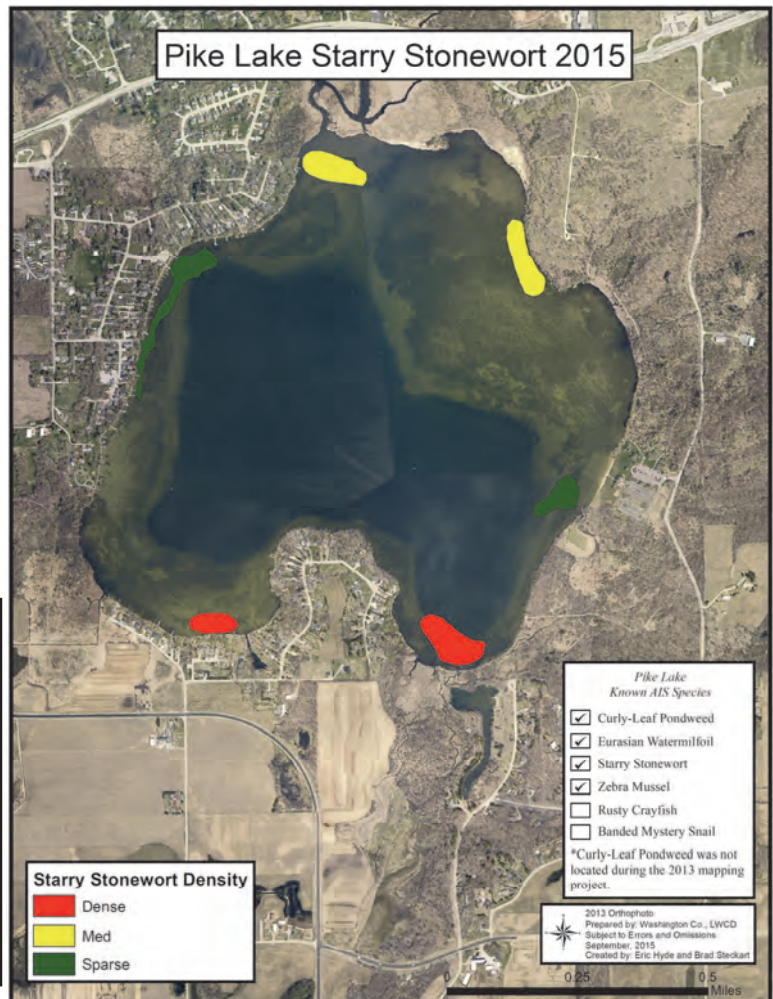 Pike Lake Starry Stonewort 2015
Pike Lake
Known AIS Species
✓ Curly-Leaf Pondweed
✓ Eurasian Watermilfoil
✓ Starry Stonewort
✓ Zebra Mussel
Rusty Crayfish
Banded Mystery Snail
*Curly-Leaf Pondweed was not
located during the 2013 mapping
project.
Starry Stonewort Density
Dense
Med
Sparse
2013 Orthophoto
Prepared by: Washington Co., LWCD
Subject to Errors and Omissions
September, 2015
Created by: Eric Hyde and Brad Steckart
0 0.25 0.5
Miles